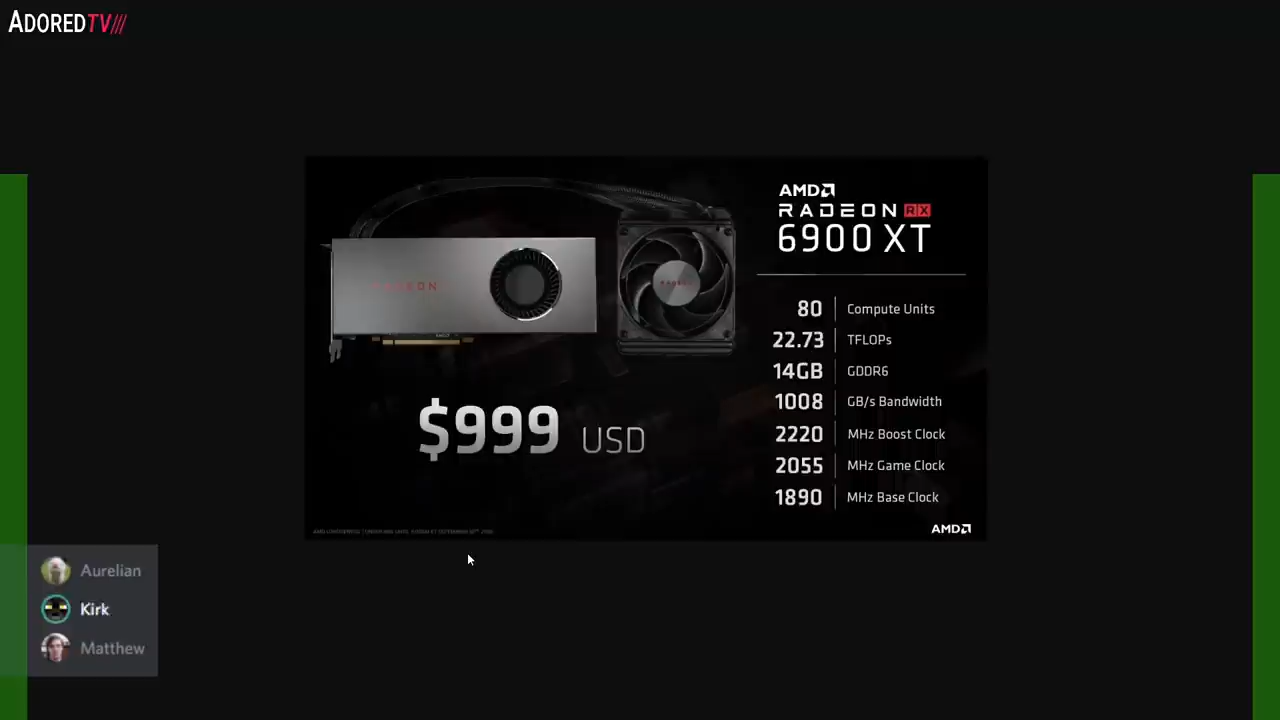 ADOREDTV
AMD
RADEON RX
6900 XT
RADEON
80 Compute Units
22.73 TFLOPs
14GB GDDR6
1008 GB/s Bandwidth
2220 MHz Boost Clock
2055 MHz Game Clock
1890 MHz Base Clock
$999 USD
AMD
Aurelian
Kirk
Matthew